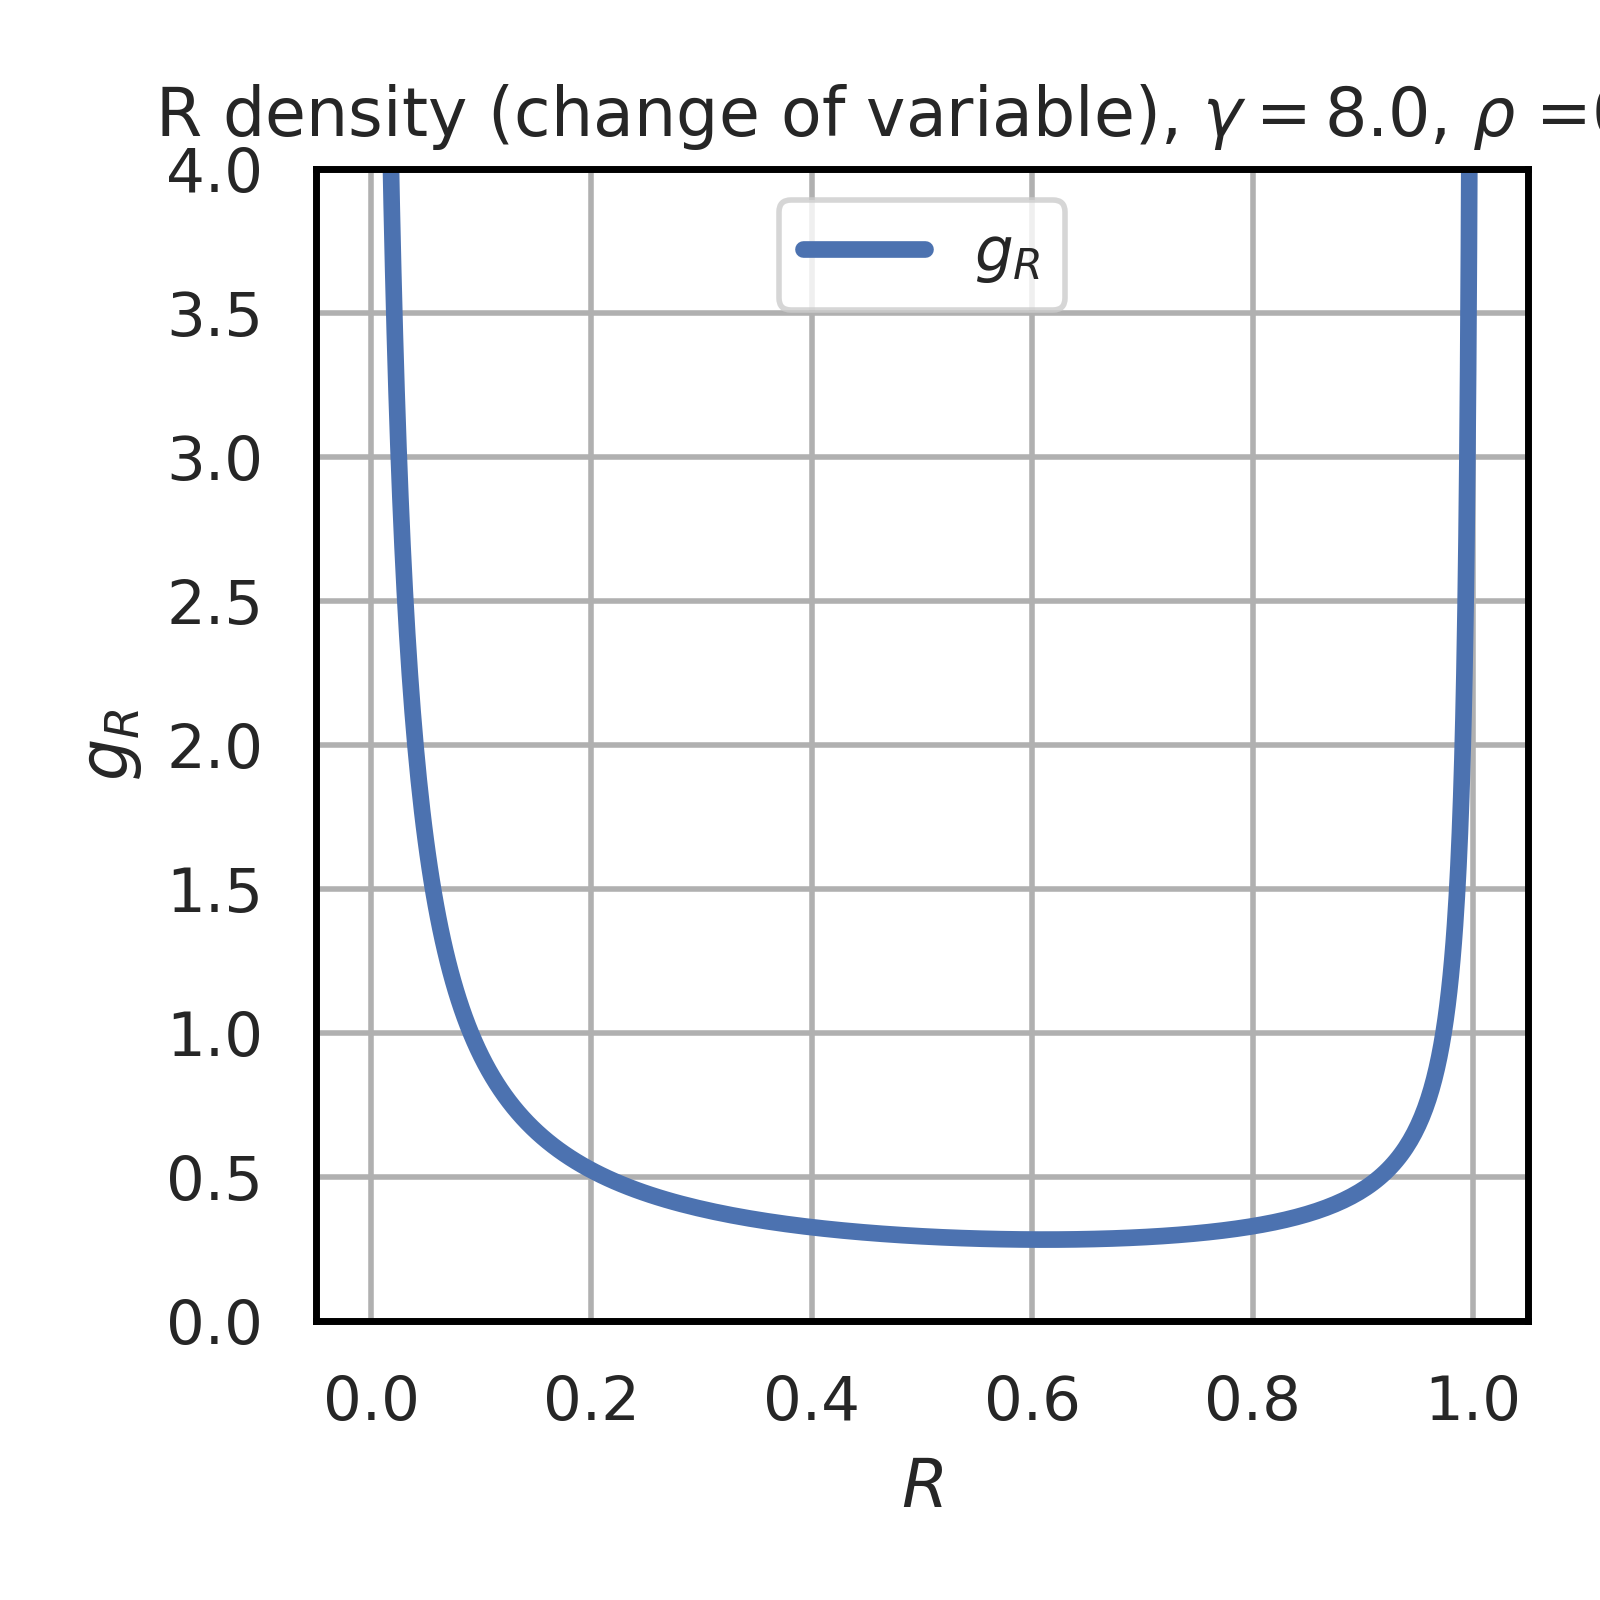 R density (change of variable), γ = 8.0, ρ =
4.0
3.5
3.0
2.5
2.0
1.5
1.0
0.5
0.0
g_R
g_R
0.0 0.2 0.4 0.6 0.8 1.0
R